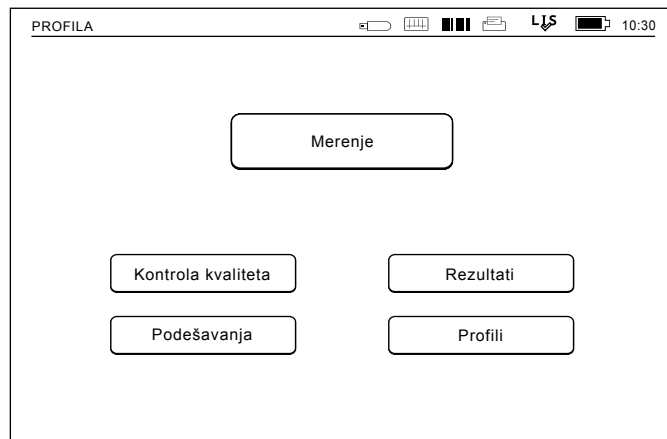 PROFILA LIS 10:30
Merenje
Kontrola kvaliteta Rezultati
Podešavanja Profili